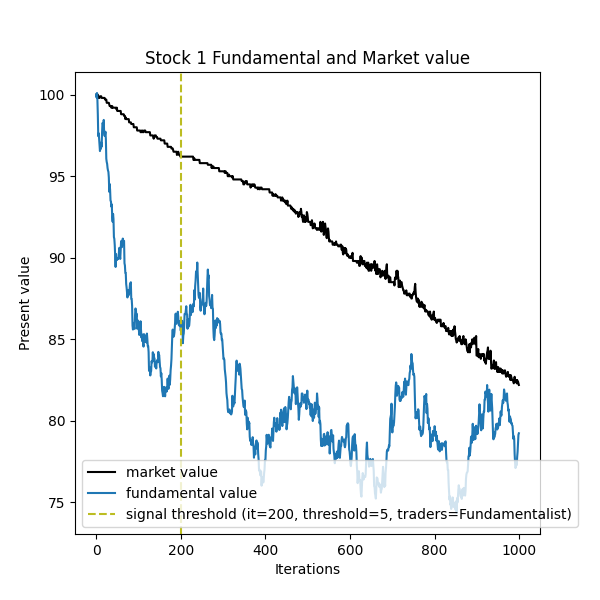 Stock 1 Fundamental and Market value
100
95
90
85
80
75
Present value
market value
fundamental value
signal threshold (it=200, threshold=5, traders=Fundamentalist)
0 200 400 600 800 1000
Iterations